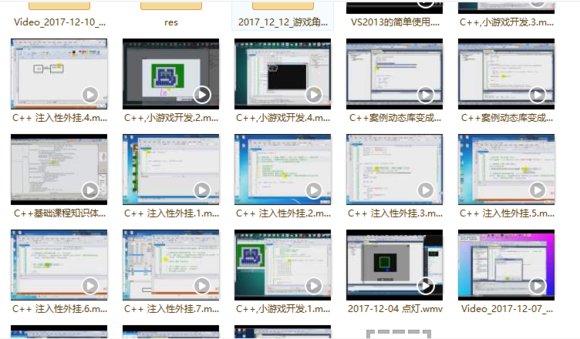 Video_2017-12-10_...
res
2017_12_12_游戏角...
VS2013的简单使用....
C++,小游戏开发.3.m...
C++ 注入性外挂.4.m...
C++,小游戏开发.2.m...
C++,小游戏开发.4.m...
C++案例动态库变成...
C++案例动态库变成...
C++基础课程知识体...
C++ 注入性外挂.1.m...
C++ 注入性外挂.2.m...
C++ 注入性外挂.3.m...
C++ 注入性外挂.5.m...
C++ 注入性外挂.6.m...
C++ 注入性外挂.7.m...
C++,小游戏开发.1.m...
2017-12-04 点灯.wmv
Video_2017-12-07_...